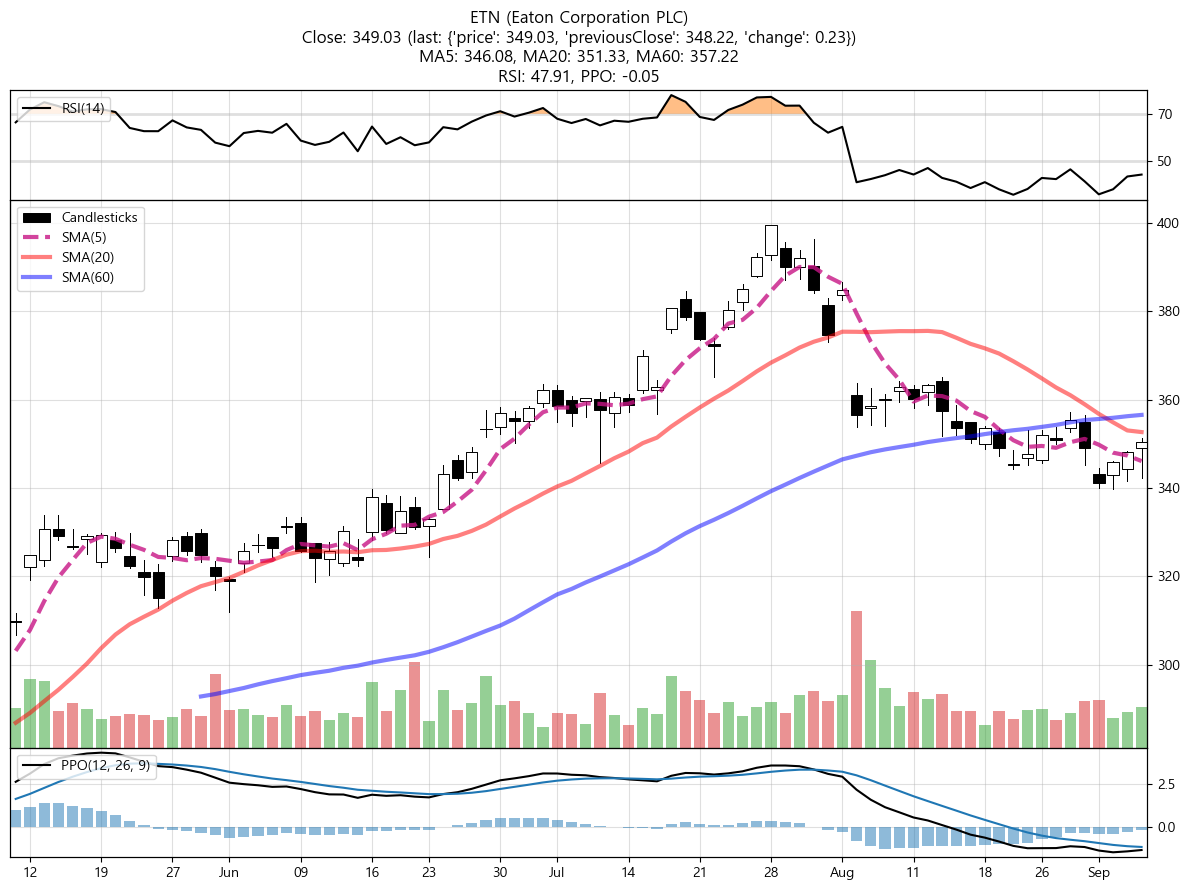 ETN (Eaton Corporation PLC)
Close: 349.03 (last: {'price': 349.03, 'previousClose': 348.22, 'change': 0.23})
MA5: 346.08, MA20: 351.33, MA60: 357.22
RSI: 47.91, PPO: -0.05
RSI(14)
70
50
Candlesticks
SMA(5)
SMA(20)
SMA(60)
400
380
360
340
320
300
PPO(12, 26, 9)
2.5
0.0
12 19 27 Jun 09 16 23 30 Jul 14 21 28 Aug 11 18 26 Sep